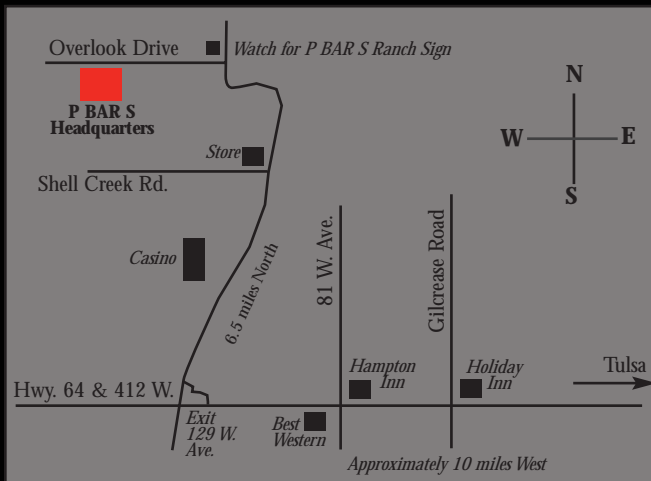 Overlook Drive
Watch for P BAR S Ranch Sign
P BAR S
Headquarters
N
W
E
S
Store
Shell Creek Rd.
Casino
6.5 miles North
81 W. Ave.
Gilcrease Road
Hampton
Inn
Holiday
Inn
Tulsa
Hwy. 64 & 412 W.
Exit
129 W.
Ave.
Best
Western
Approximately 10 miles West